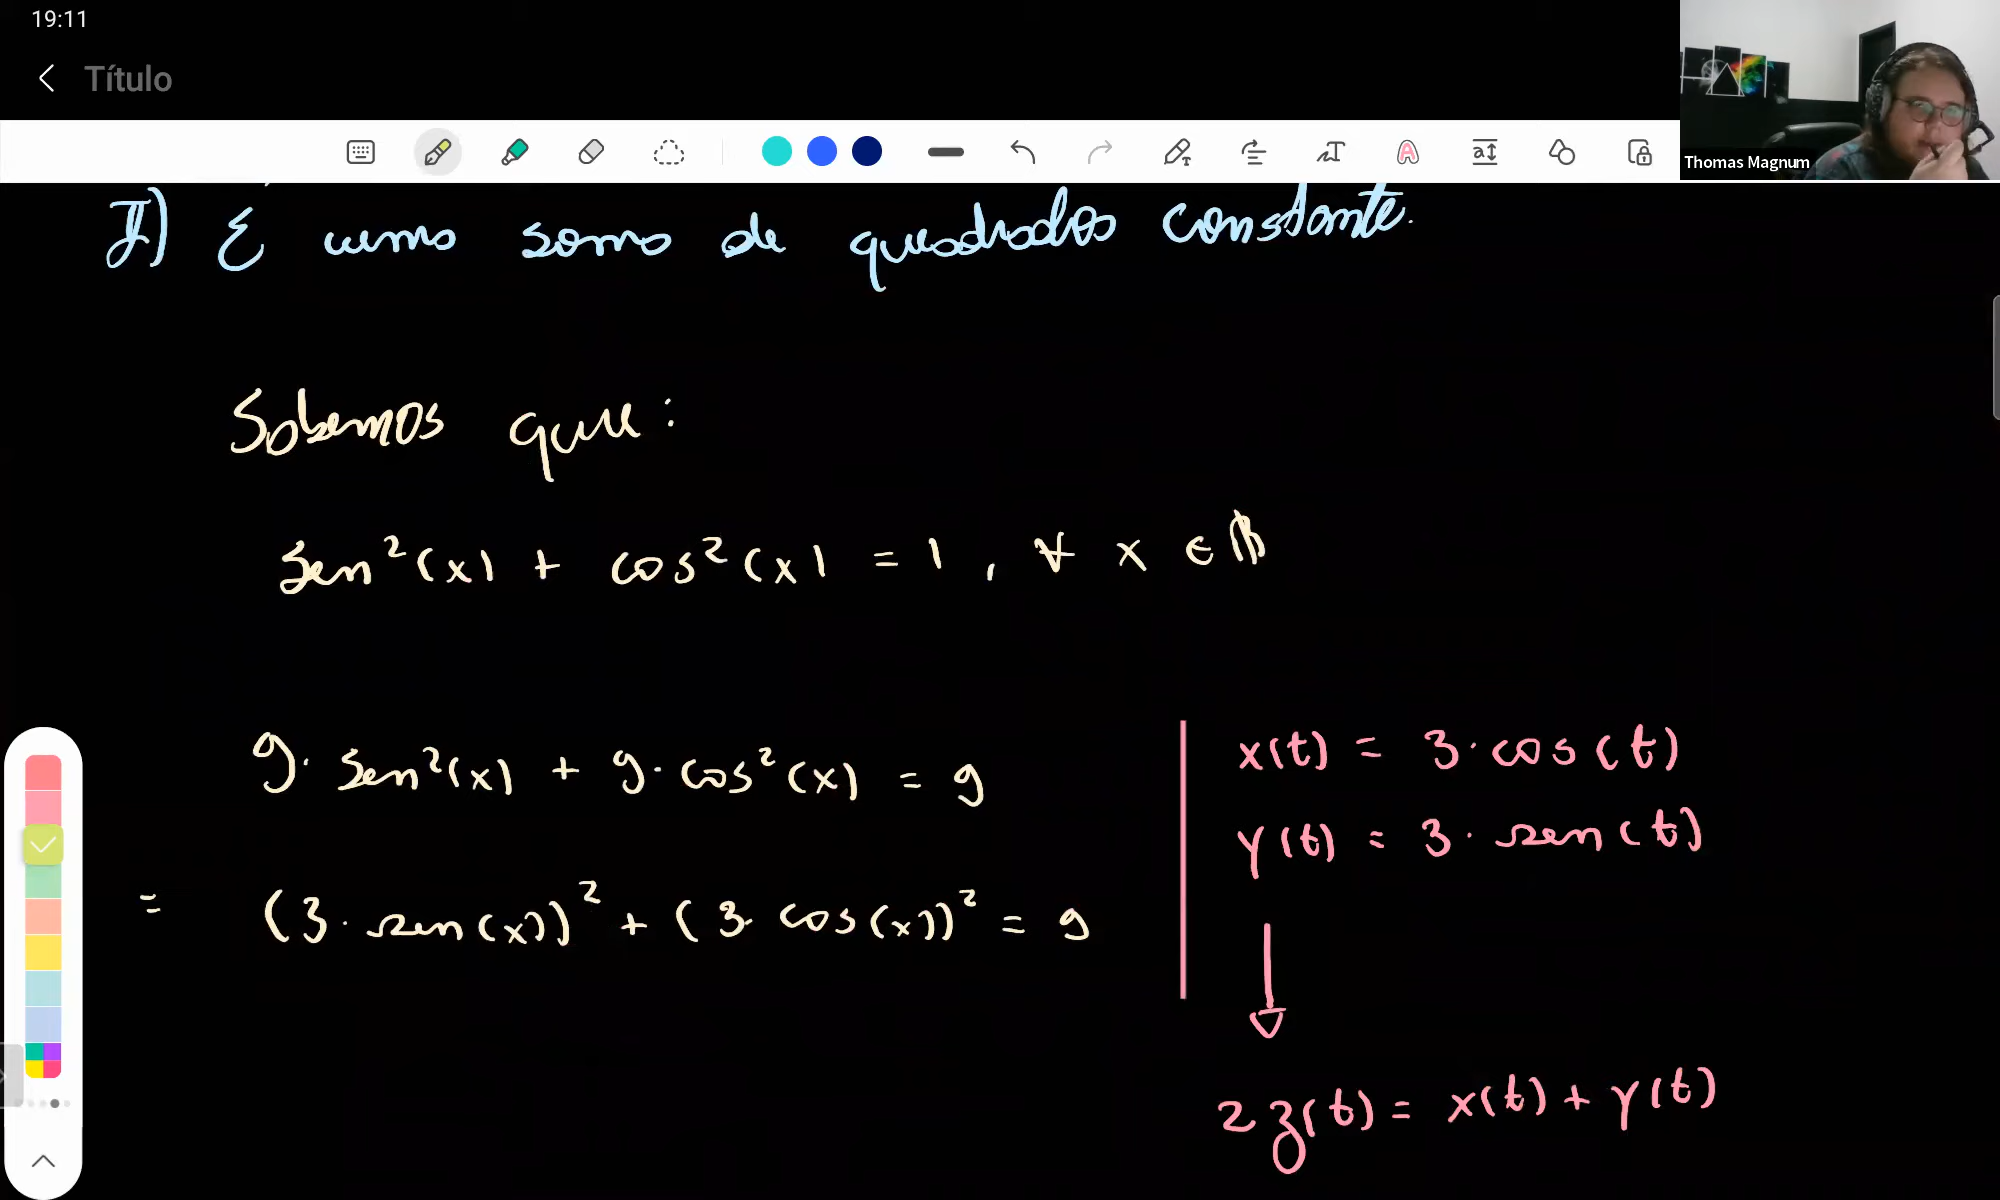 19:11
Título
Thomas Magnum
I) É uma soma de quadrados constante.
Sabemos que:
sen²(x) + cos²(x) = 1, ∀ x ∈ ℝ
9· sen²(x) + 9· cos²(x) = 9
= (3· sen(x))² + (3· cos(x))² = 9
x(t) = 3· cos(t)
y(t) = 3· sen(t)
2z(t) = x(t) + y(t)